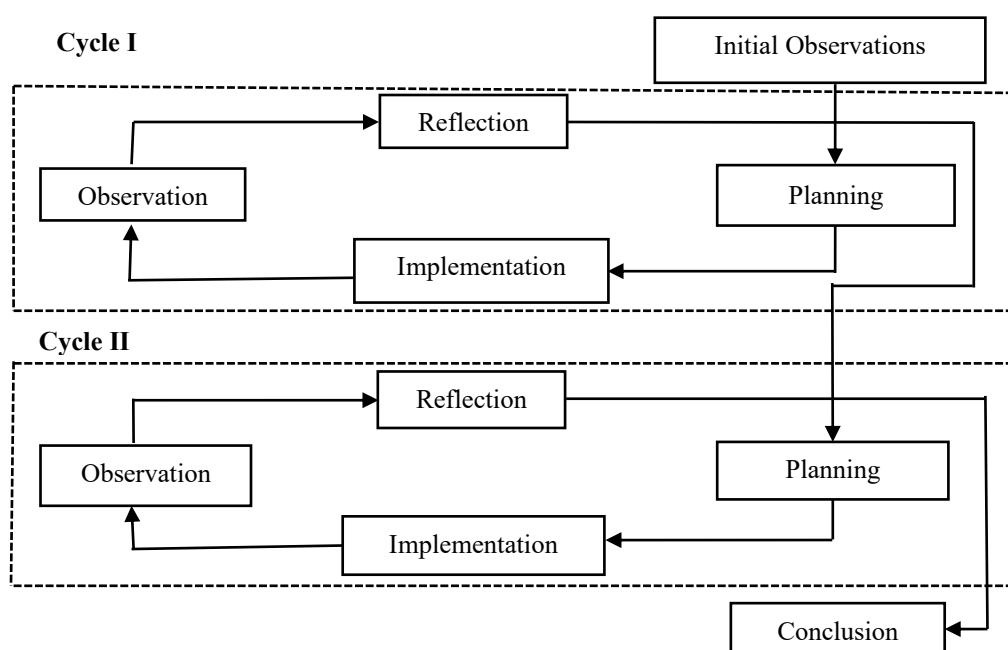 Cycle I
Initial Observations
Reflection
Observation
Planning
Implementation
Cycle II
Reflection
Observation
Planning
Implementation
Conclusion